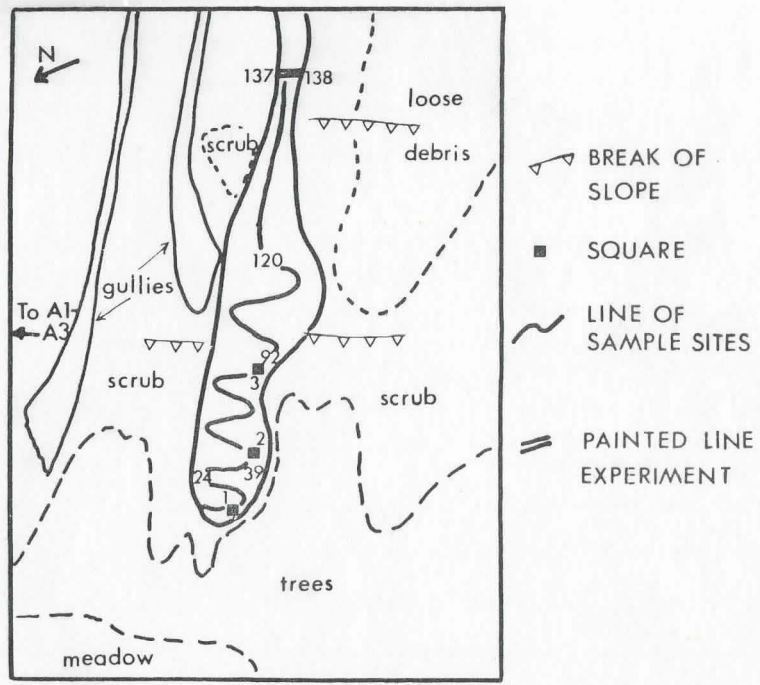 N
137 138
loose
scrub
debris
120
gullies
To A1-
A3
92
3
scrub
scrub
2
24 39
1
trees
meadow
BREAK OF
SLOPE
SQUARE
LINE OF
SAMPLE SITES
PAINTED LINE
EXPERIMENT